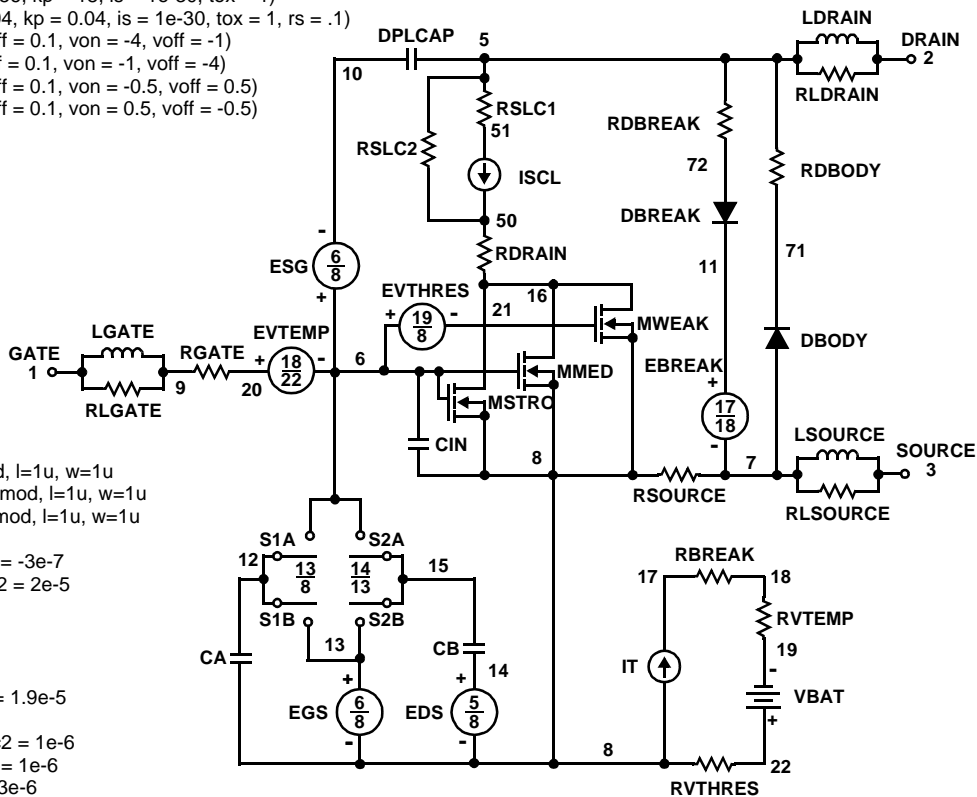 4, kp = 0.04, is = 1e-30, tox = 1, rs = .1)
ff = 0.1, von = -4, voff = -1)
f = 0.1, von = -1, voff = -4)
ff = 0.1, von = -0.5, voff = 0.5)
ff = 0.1, von = 0.5, voff = -0.5)
DPLCAP
5
10
LDRAIN
DRAIN
2
RLDRAIN
RSLC1
51
RSLC2
ISCL
50
RDRAIN
RDBREAK
72
DBREAK
11
RDBODY
71
DBODY
-
ESG
6
8
+
EVTHRES
+
19
8
-
21
16
MWEAK
MMED
MSTRO
EBREAK
+
17
18
-
GATE
1
LGATE
RLGATE
9
RGATE
20
EVTEMP
+
18
22
-
6
CIN
8
RSOURCE
7
LSOURCE
SOURCE
3
RLSOURCE
d, l=1u, w=1u
mod, l=1u, w=1u
mod, l=1u, w=1u
= -3e-7
2 = 2e-5
= 1.9e-5
c2 = 1e-6
= 1e-6
3e-6
S1A
S2A
12
13
8
14
13
15
S1B
S2B
13
CA
CB
14
EGS
+
6
8
-
EDS
+
5
8
-
8
RBREAK
17
18
RVTEMP
19
IT
-
VBAT
+
22
RVTHRES